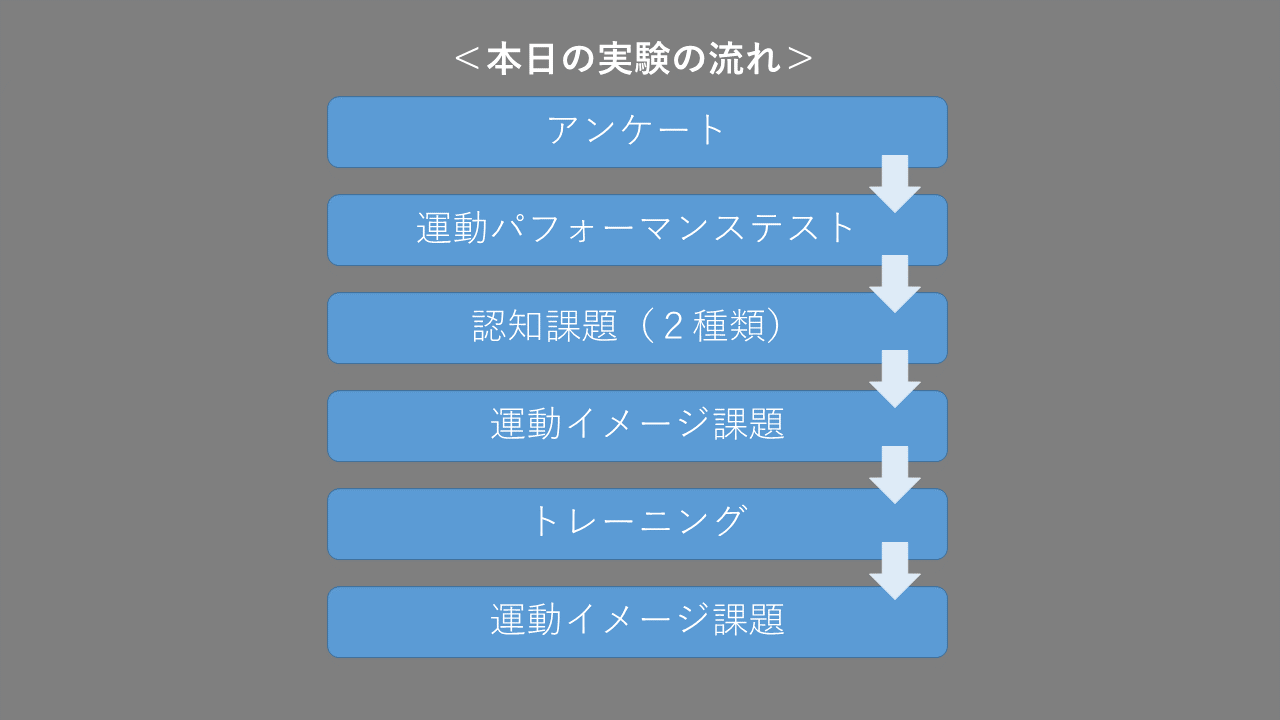 ＜本日の実験の流れ＞
アンケート
運動パフォーマンステスト
認知課題（２種類）
運動イメージ課題
トレーニング
運動イメージ課題